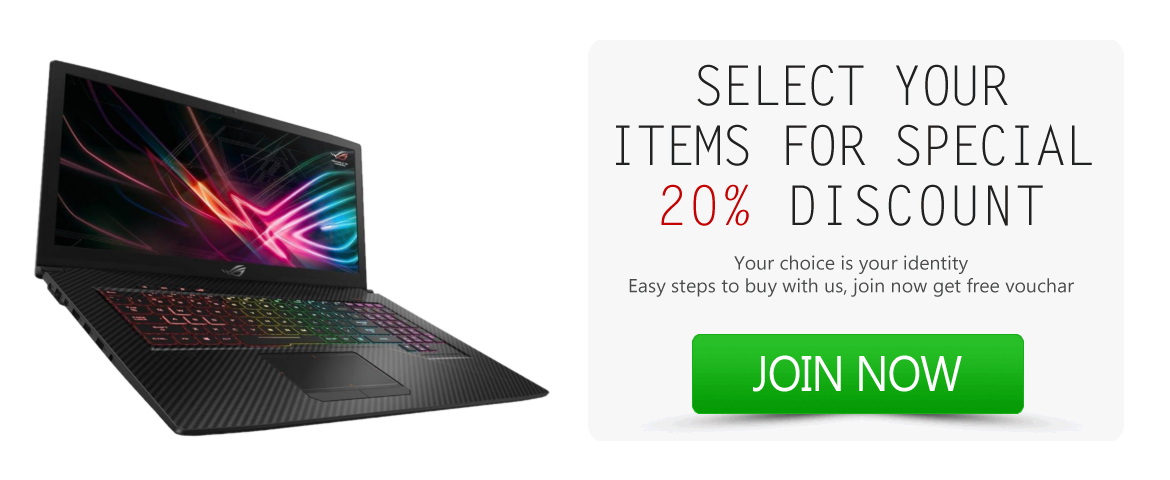 SELECT YOUR
ITEMS FOR SPECIAL
20% DISCOUNT
Your choice is your identity
Easy steps to buy with us, join now get free vouchar
JOIN NOW